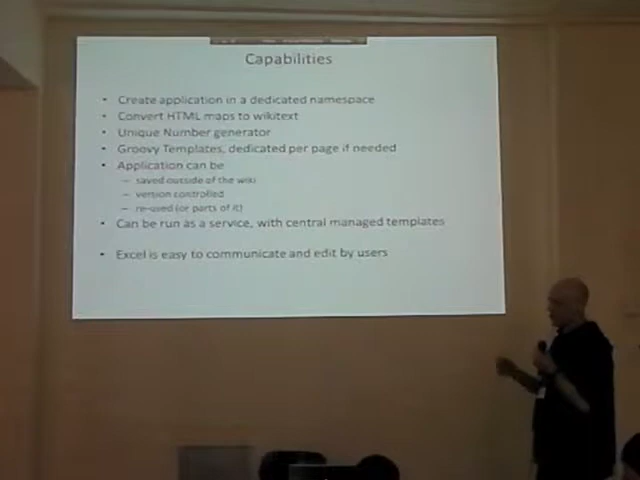 Capabilities
• Create application in a dedicated namespace
• Convert HTML maps to wikitext
• Unique Number generator
• Groovy Templates, dedicated per page if needed
• Application can be
– saved outside of the wiki
– version controlled
– re-used (or parts of it)
• Can be run as a service, with central managed templates
• Excel is easy to communicate and edit by users